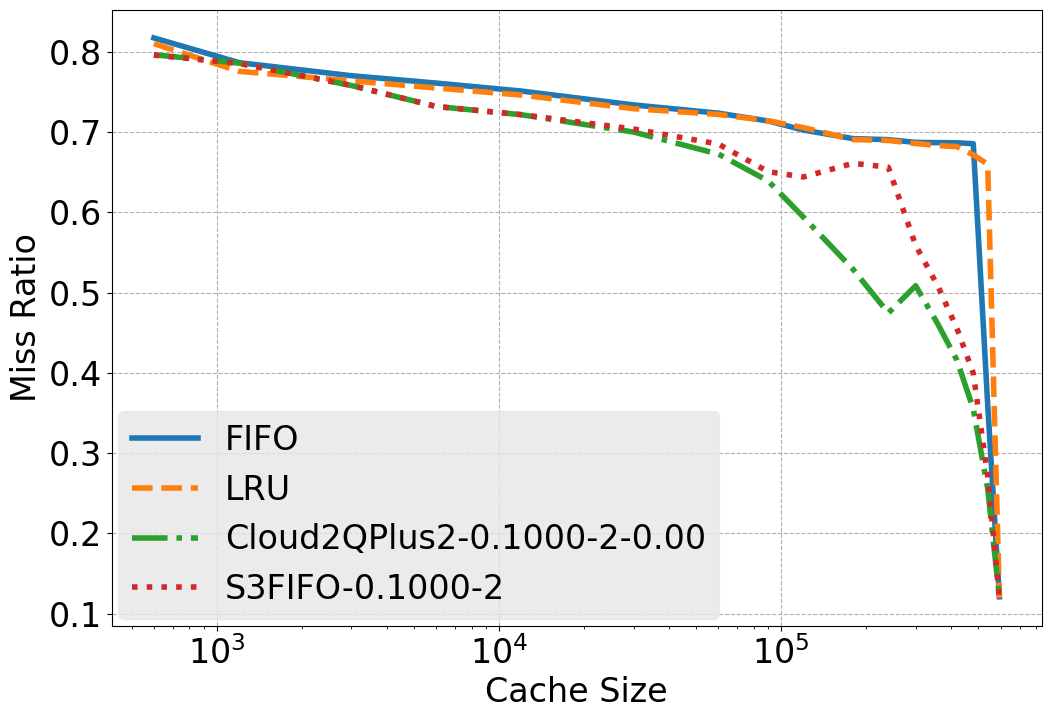 0.8
0.7
0.6
0.5
0.4
0.3
0.2
0.1
Miss Ratio
FIFO
LRU
Cloud2QPlus2-0.1000-2-0.00
S3FIFO-0.1000-2
10³ 10⁴ 10⁵
Cache Size